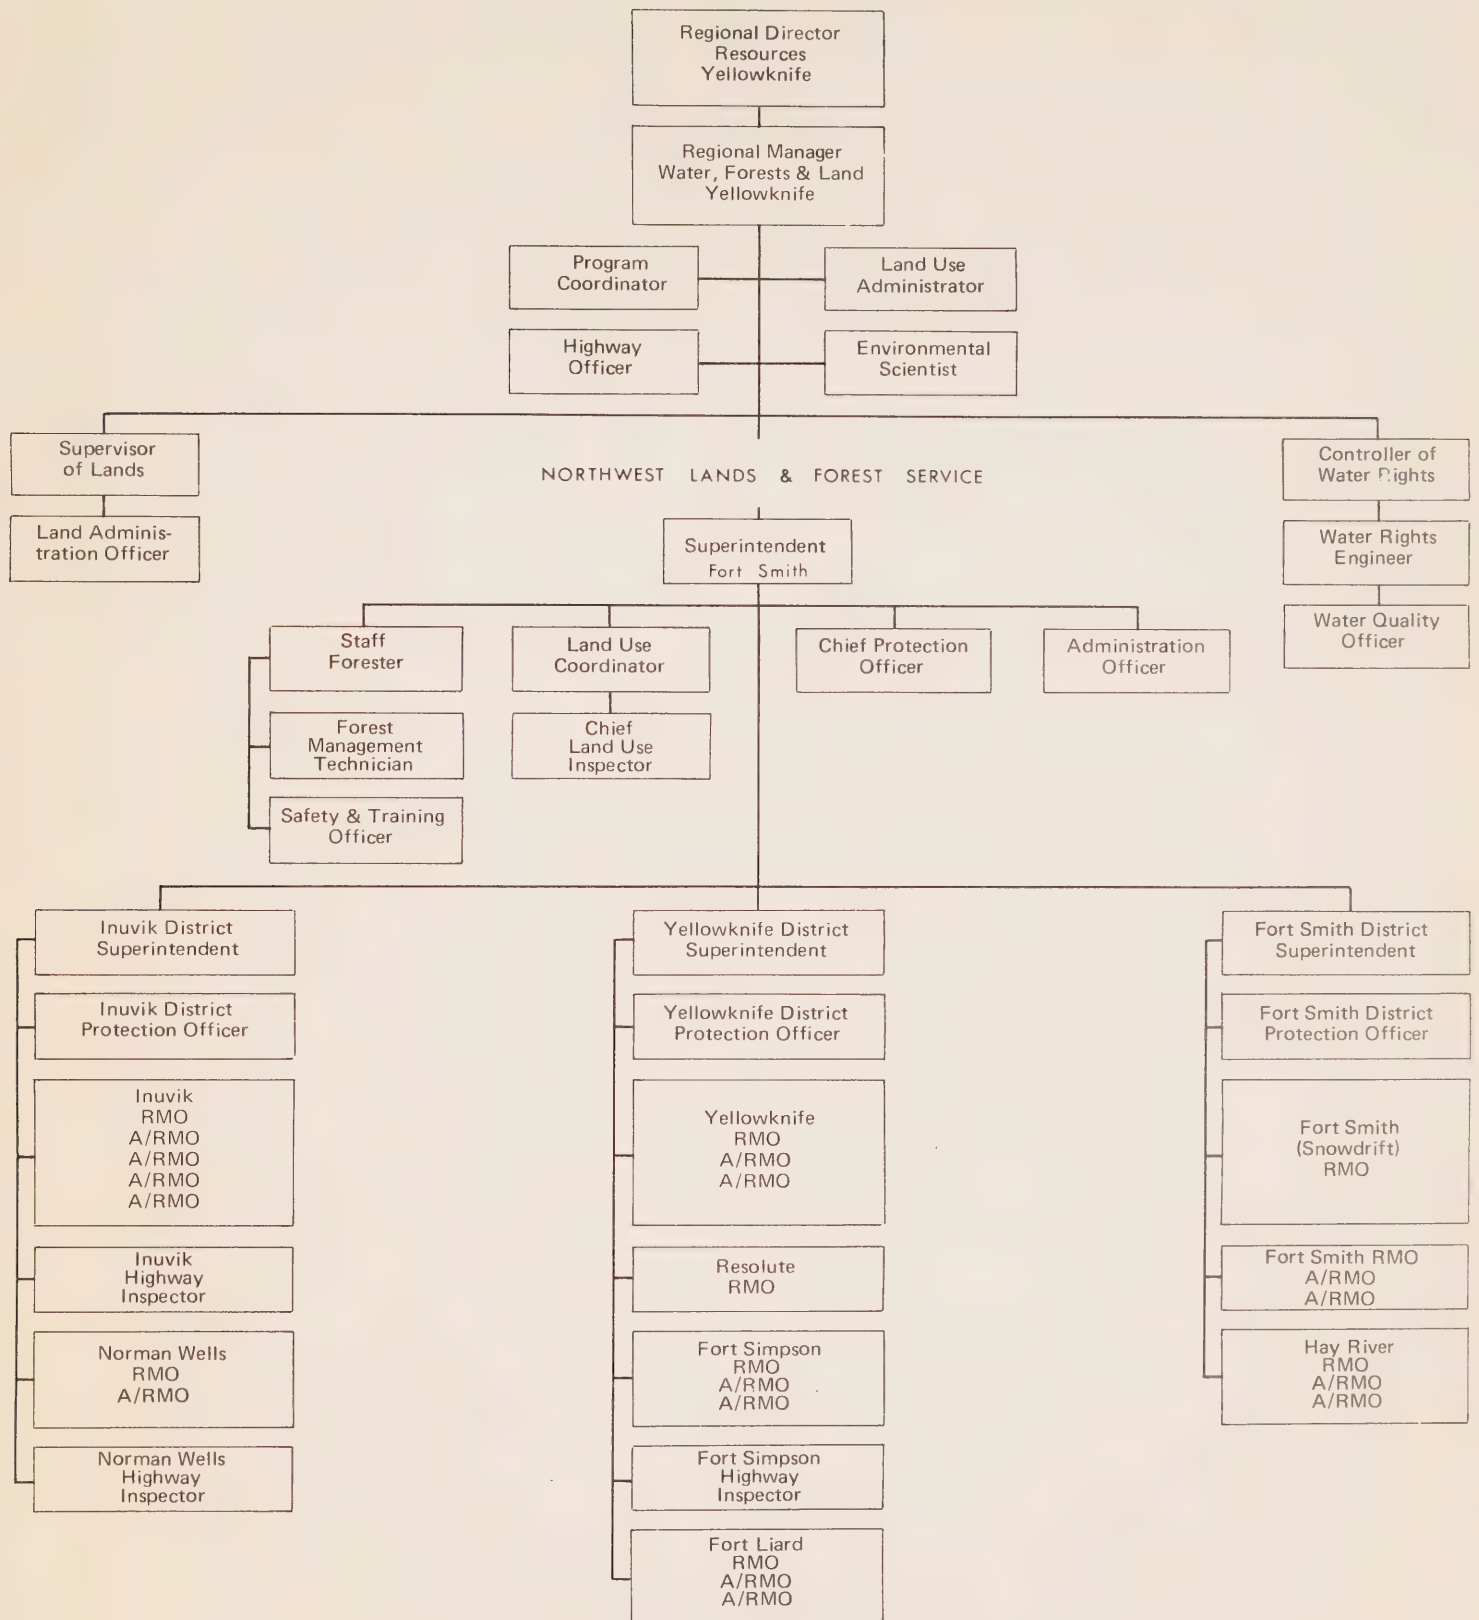 Regional Director
Resources
Yellowknife
Regional Manager
Water, Forests & Land
Yellowknife
Program
Coordinator
Land Use
Administrator
Highway
Officer
Environmental
Scientist
Supervisor
of Lands
Land Adminis-
tration Officer
NORTHWEST LANDS & FOREST SERVICE
Controller of
Water Rights
Water Rights
Engineer
Water Quality
Officer
Superintendent
Fort Smith
Staff
Forester
Land Use
Coordinator
Chief Protection
Officer
Administration
Officer
Forest
Management
Technician
Chief
Land Use
Inspector
Safety & Training
Officer
Inuvik District
Superintendent
Inuvik District
Protection Officer
Inuvik
RMO
A/RMO
A/RMO
A/RMO
A/RMO
Inuvik
Highway
Inspector
Norman Wells
RMO
A/RMO
Norman Wells
Highway
Inspector
Yellowknife District
Superintendent
Yellowknife District
Protection Officer
Yellowknife
RMO
A/RMO
A/RMO
Resolute
RMO
Fort Simpson
RMO
A/RMO
A/RMO
Fort Simpson
Highway
Inspector
Fort Liard
RMO
A/RMO
A/RMO
Fort Smith District
Superintendent
Fort Smith District
Protection Officer
Fort Smith
(Snowdrift)
RMO
Fort Smith RMO
A/RMO
A/RMO
Hay River
RMO
A/RMO
A/RMO